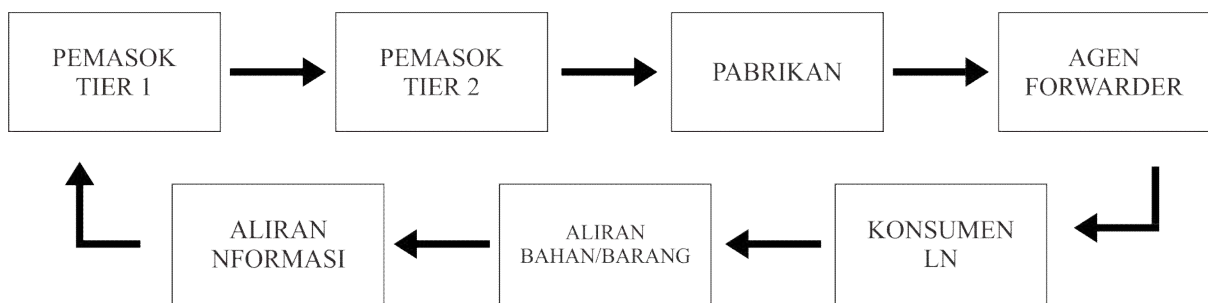 PEMASOK
TIER 1
PEMASOK
TIER 2
PABRIKAN
AGEN
FORWARDER
KONSUMEN
LN
ALIRAN
BAHAN/BARANG
ALIRAN
NFORMASI